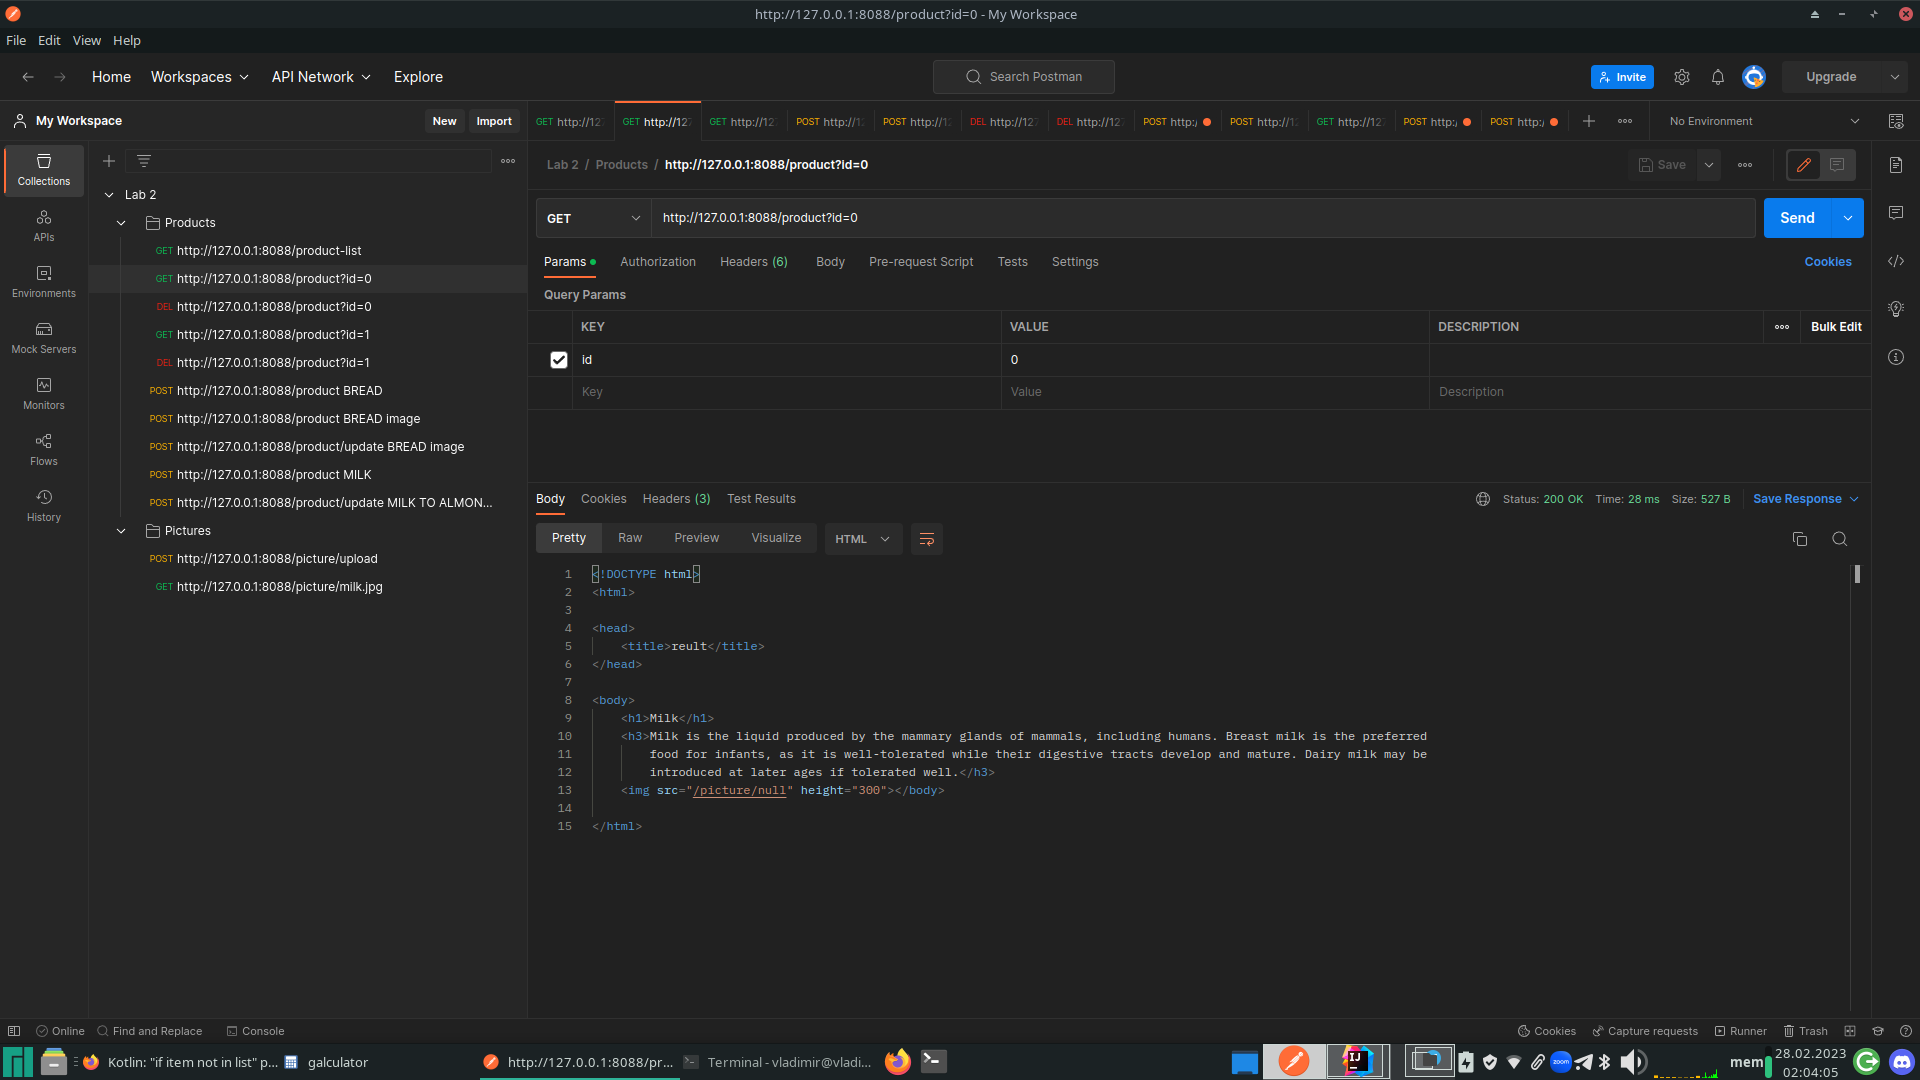 http://127.0.0.1:8088/product?id=0 - My Workspace
File Edit View Help
Home Workspaces API Network Explore
Search Postman
Invite
Upgrade
My Workspace
New Import
GET http://127 GET http://127 GET http://127 POST http://1 POST http://1 DEL http://127 DEL http://127 POST http:/ POST http://1 GET http://127 POST http:/ POST http:/
No Environment
Collections
APIs
Environments
Mock Servers
Monitors
Flows
History
Lab 2
Products
GET http://127.0.0.1:8088/product-list
GET http://127.0.0.1:8088/product?id=0
DEL http://127.0.0.1:8088/product?id=0
GET http://127.0.0.1:8088/product?id=1
DEL http://127.0.0.1:8088/product?id=1
POST http://127.0.0.1:8088/product BREAD
POST http://127.0.0.1:8088/product BREAD image
POST http://127.0.0.1:8088/product/update BREAD image
POST http://127.0.0.1:8088/product MILK
POST http://127.0.0.1:8088/product/update MILK TO ALMON...
Pictures
POST http://127.0.0.1:8088/picture/upload
GET http://127.0.0.1:8088/picture/milk.jpg
Lab 2 / Products / http://127.0.0.1:8088/product?id=0
Save
GET http://127.0.0.1:8088/product?id=0
Send
Params Authorization Headers (6) Body Pre-request Script Tests Settings
Cookies
Query Params
KEY VALUE DESCRIPTION Bulk Edit
id 0
Key Value Description
Body Cookies Headers (3) Test Results
Status: 200 OK Time: 28 ms Size: 527 B Save Response
Pretty Raw Preview Visualize HTML
1 <!DOCTYPE html>
2 <html>
3
4 <head>
5 <title>reult</title>
6 </head>
7
8 <body>
9 <h1>Milk</h1>
10 <h3>Milk is the liquid produced by the mammary glands of mammals, including humans. Breast milk is the preferred
11 food for infants, as it is well-tolerated while their digestive tracts develop and mature. Dairy milk may be
12 introduced at later ages if tolerated well.</h3>
13 <img src="/picture/null" height="300"></body>
14
15 </html>
Online Find and Replace Console
Cookies Capture requests Runner Trash
Kotlin: "if item not in list" p... galculator http://127.0.0.1:8088/pr... Terminal - vladimir@vladi...
IJ
zoom
mem
28.02.2023
02:04:05